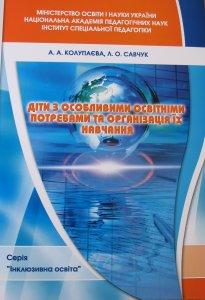 МІНІСТЕРСТВО ОСВІТИ І НАУКИ УКРАЇНИ
НАЦІОНАЛЬНА АКАДЕМІЯ ПЕДАГОГІЧНИХ НАУК
ІНСТИТУТ СПЕЦІАЛЬНОЇ ПЕДАГОГІКИ
А. А. КОЛУПАЄВА, Л. О. САВЧУК
ДІТИ З ОСОБЛИВИМИ ОСВІТНІМИ
ПОТРЕБАМИ ТА ОРГАНІЗАЦІЯ ЇХ
НАВЧАННЯ
Серія
"Інклюзивна освіта"